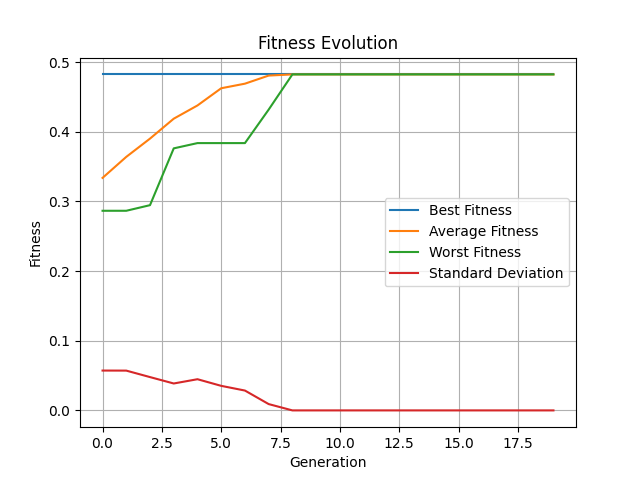 Fitness Evolution
0.5
0.4
0.3
0.2
0.1
0.0
Fitness
Best Fitness
Average Fitness
Worst Fitness
Standard Deviation
0.0 2.5 5.0 7.5 10.0 12.5 15.0 17.5
Generation